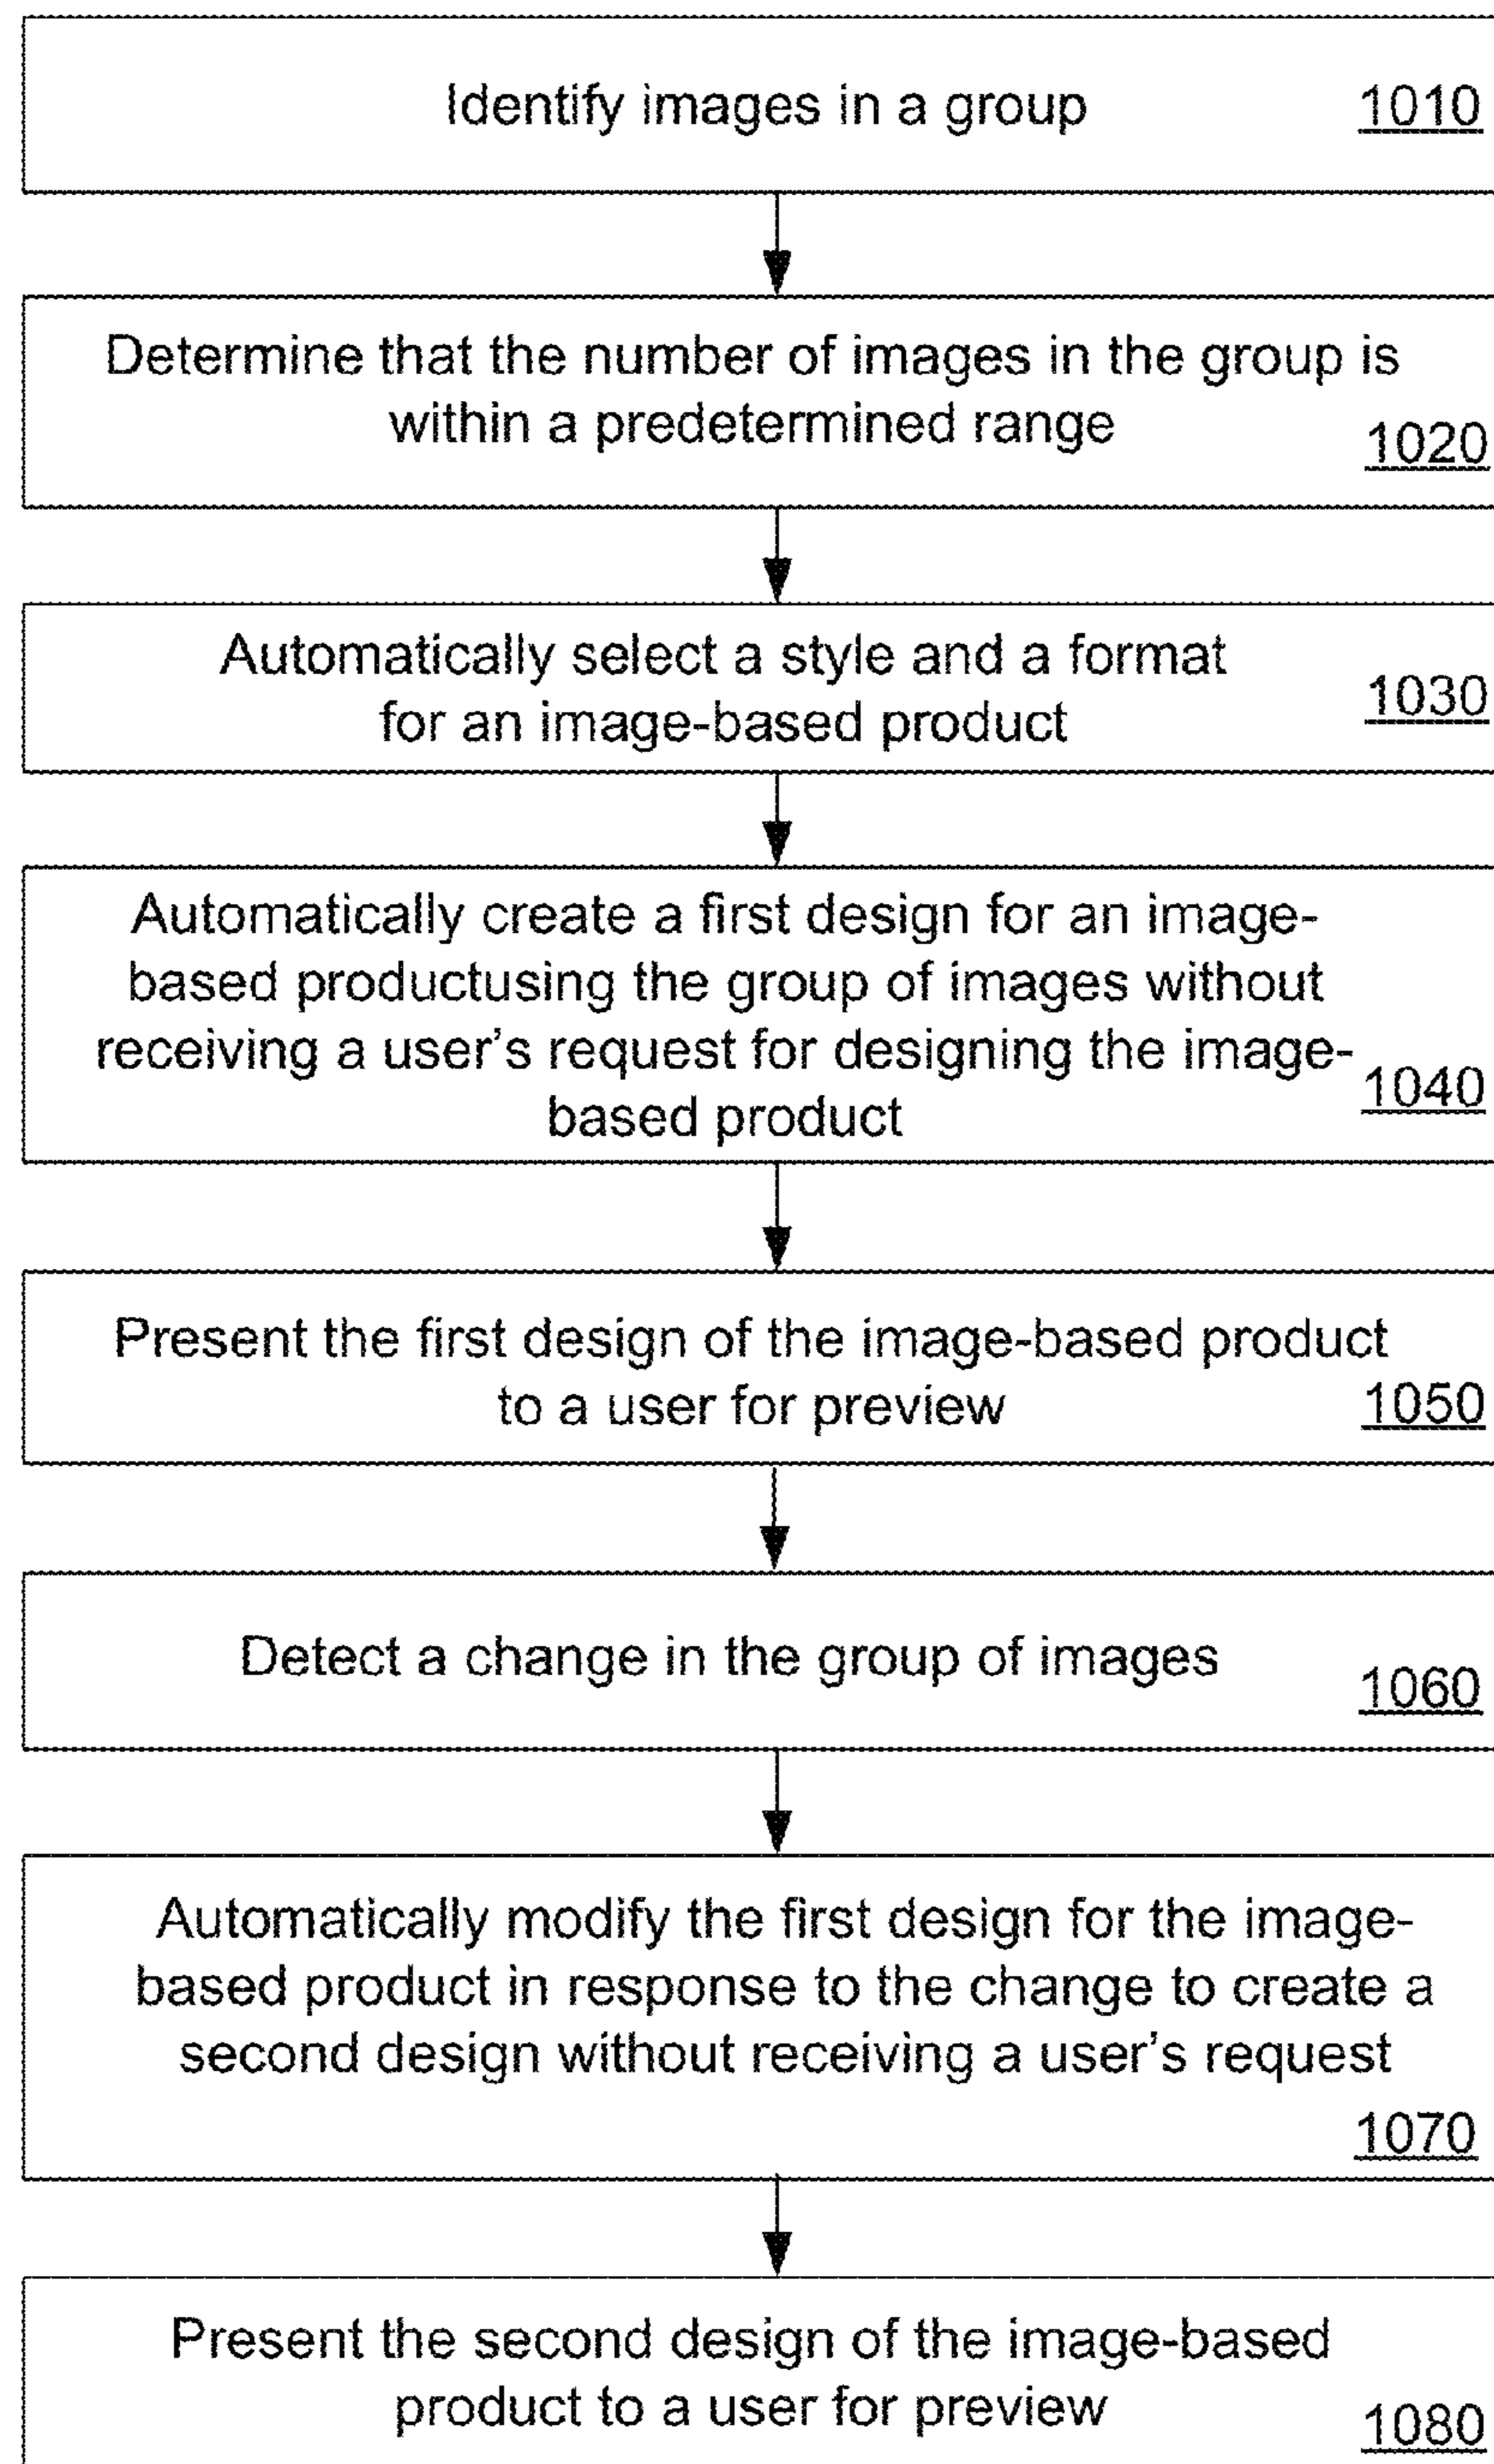 Identify images in a group
1010
Determine that the number of images in the group is
within a predetermined range
1020
Automatically select a style and a format
for an image-based product
1030
Automatically create a first design for an image-
based productusing the group of images without
receiving a user's request for designing the image-
based product
1040
Present the first design of the image-based product
to a user for preview
1050
Detect a change in the group of images
1060
Automatically modify the first design for the image-
based product in response to the change to create a
second design without receiving a user's request
1070
Present the second design of the image-based
product to a user for preview
1080